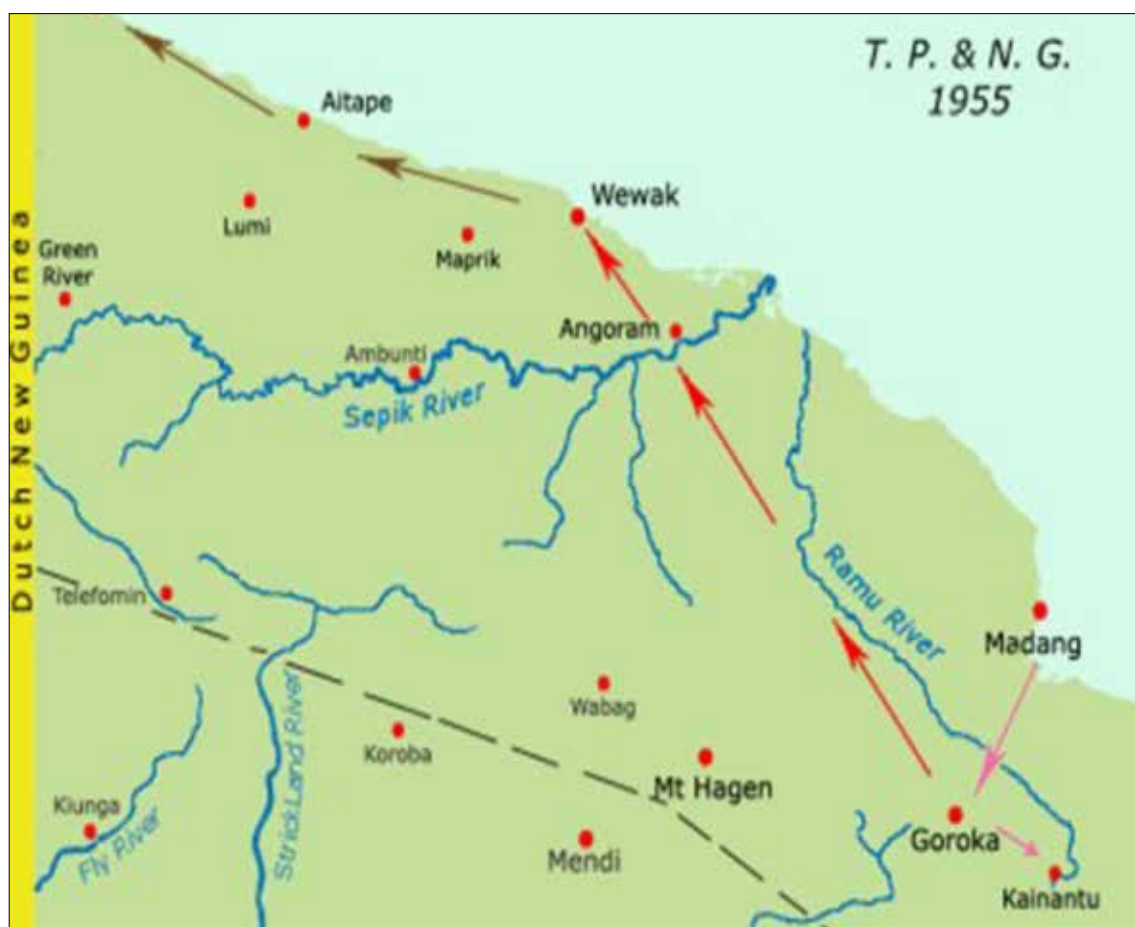 T. P. & N. G.
1955
Aitape
Wewak
Lumi
Maprik
Green
River
Dutch New Guinea
Angoram
Ambunti
Sepik River
Ramu River
Telefomin
Madang
Wabag
Strickland River
Koroba
Mt Hagen
Kiunga
Fly River
Goroka
Mendi
Kainantu